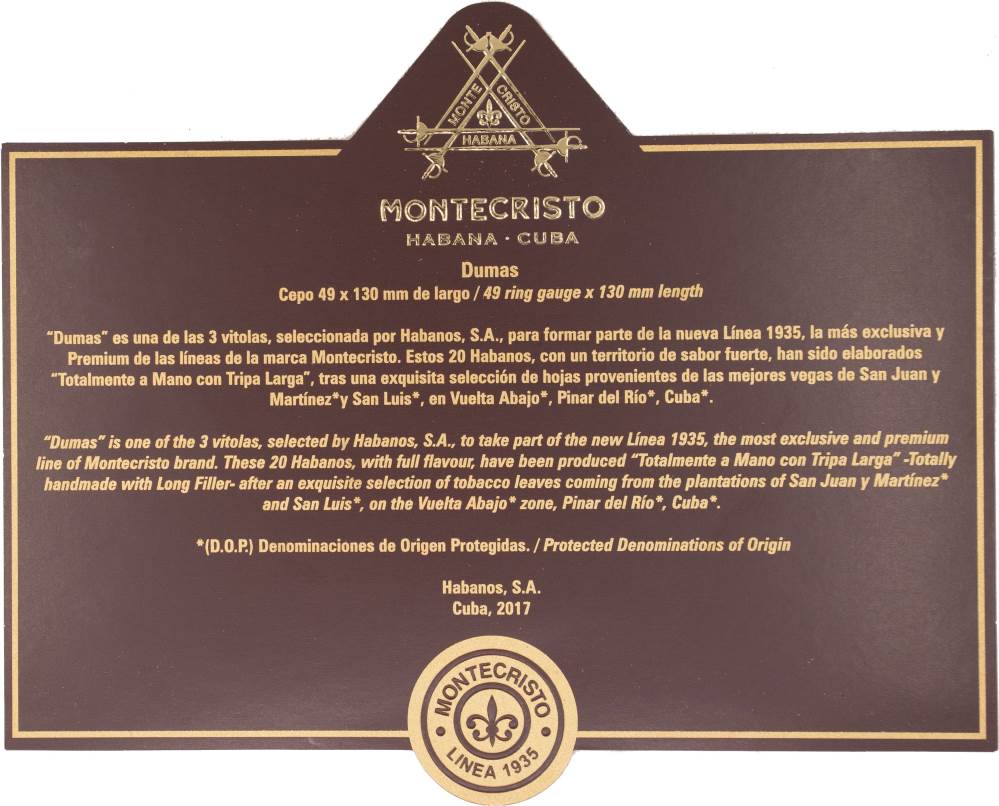 MONTE CRISTO
HABANA
MONTECRISTO
HABANA · CUBA
Dumas
Cepo 49 x 130 mm de largo / 49 ring gauge x 130 mm length
“Dumas” es una de las 3 vitolas, seleccionada por Habanos, S.A., para formar parte de la nueva Línea 1935, la más exclusiva y
Premium de las líneas de la marca Montecristo. Estos 20 Habanos, con un territorio de sabor fuerte, han sido elaborados
“Totalmente a Mano con Tripa Larga”, tras una exquisita selección de hojas provenientes de las mejores vegas de San Juan y
Martínez*y San Luis*, en Vuelta Abajo*, Pinar del Río*, Cuba*.
“Dumas” is one of the 3 vitolas, selected by Habanos, S.A., to take part of the new Línea 1935, the most exclusive and premium
line of Montecristo brand. These 20 Habanos, with full flavour, have been produced “Totalmente a Mano con Tripa Larga” -Totally
handmade with Long Filler- after an exquisite selection of tobacco leaves coming from the plantations of San Juan y Martínez*
and San Luis*, on the Vuelta Abajo* zone, Pinar del Río*, Cuba*.
*(D.O.P.) Denominaciones de Origen Protegidas. / Protected Denominations of Origin
Habanos, S.A.
Cuba, 2017
MONTECRISTO
LINEA 1935